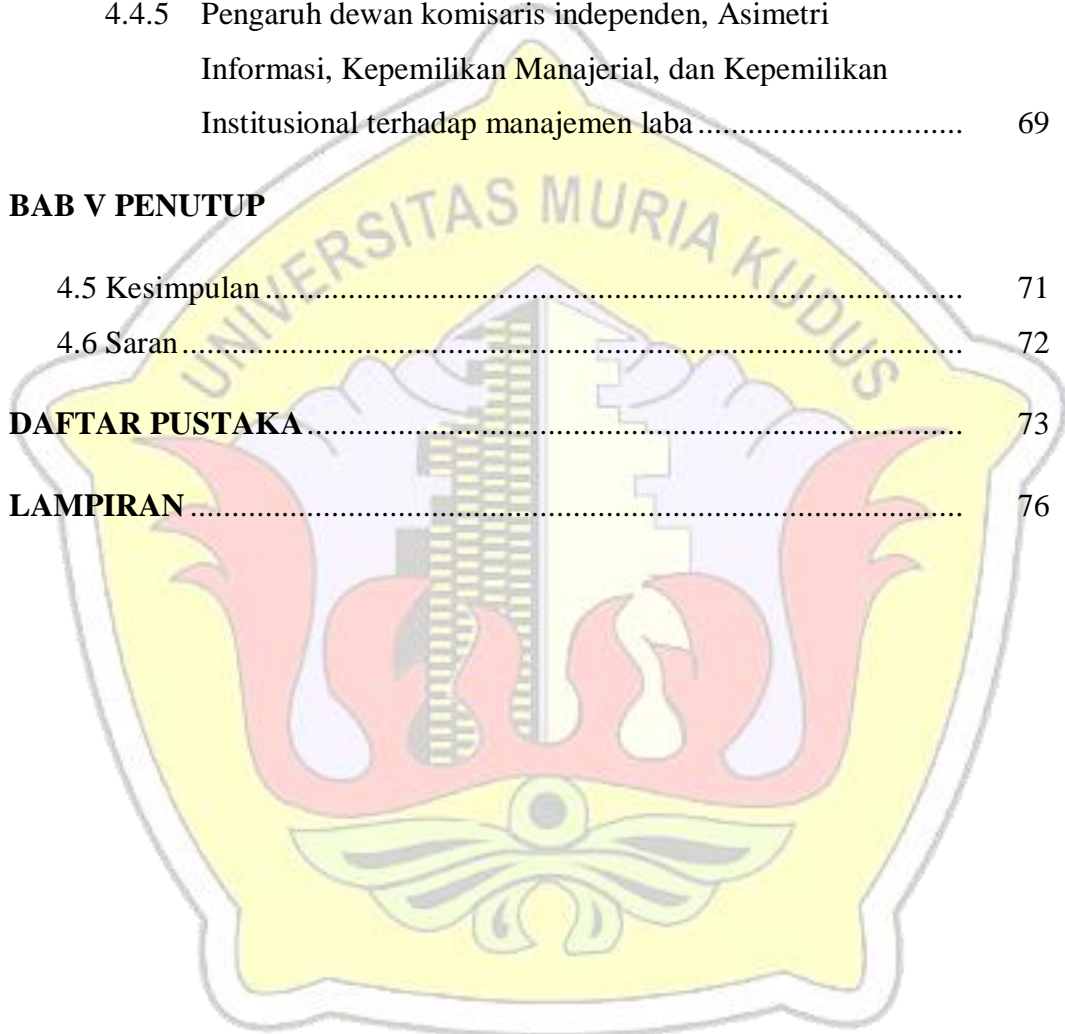 4.4.5 Pengaruh dewan komisaris independen, Asimetri
Informasi, Kepemilikan Manajerial, dan Kepemilikan
Institusional terhadap manajemen laba ............................. 69
BAB V PENUTUP
UNIVERSITAS MURIA KUDUS
4.5 Kesimpulan ............................................................................ 71
4.6 Saran ..................................................................................... 72
DAFTAR PUSTAKA ....................................................................... 73
LAMPIRAN .................................................................................... 76